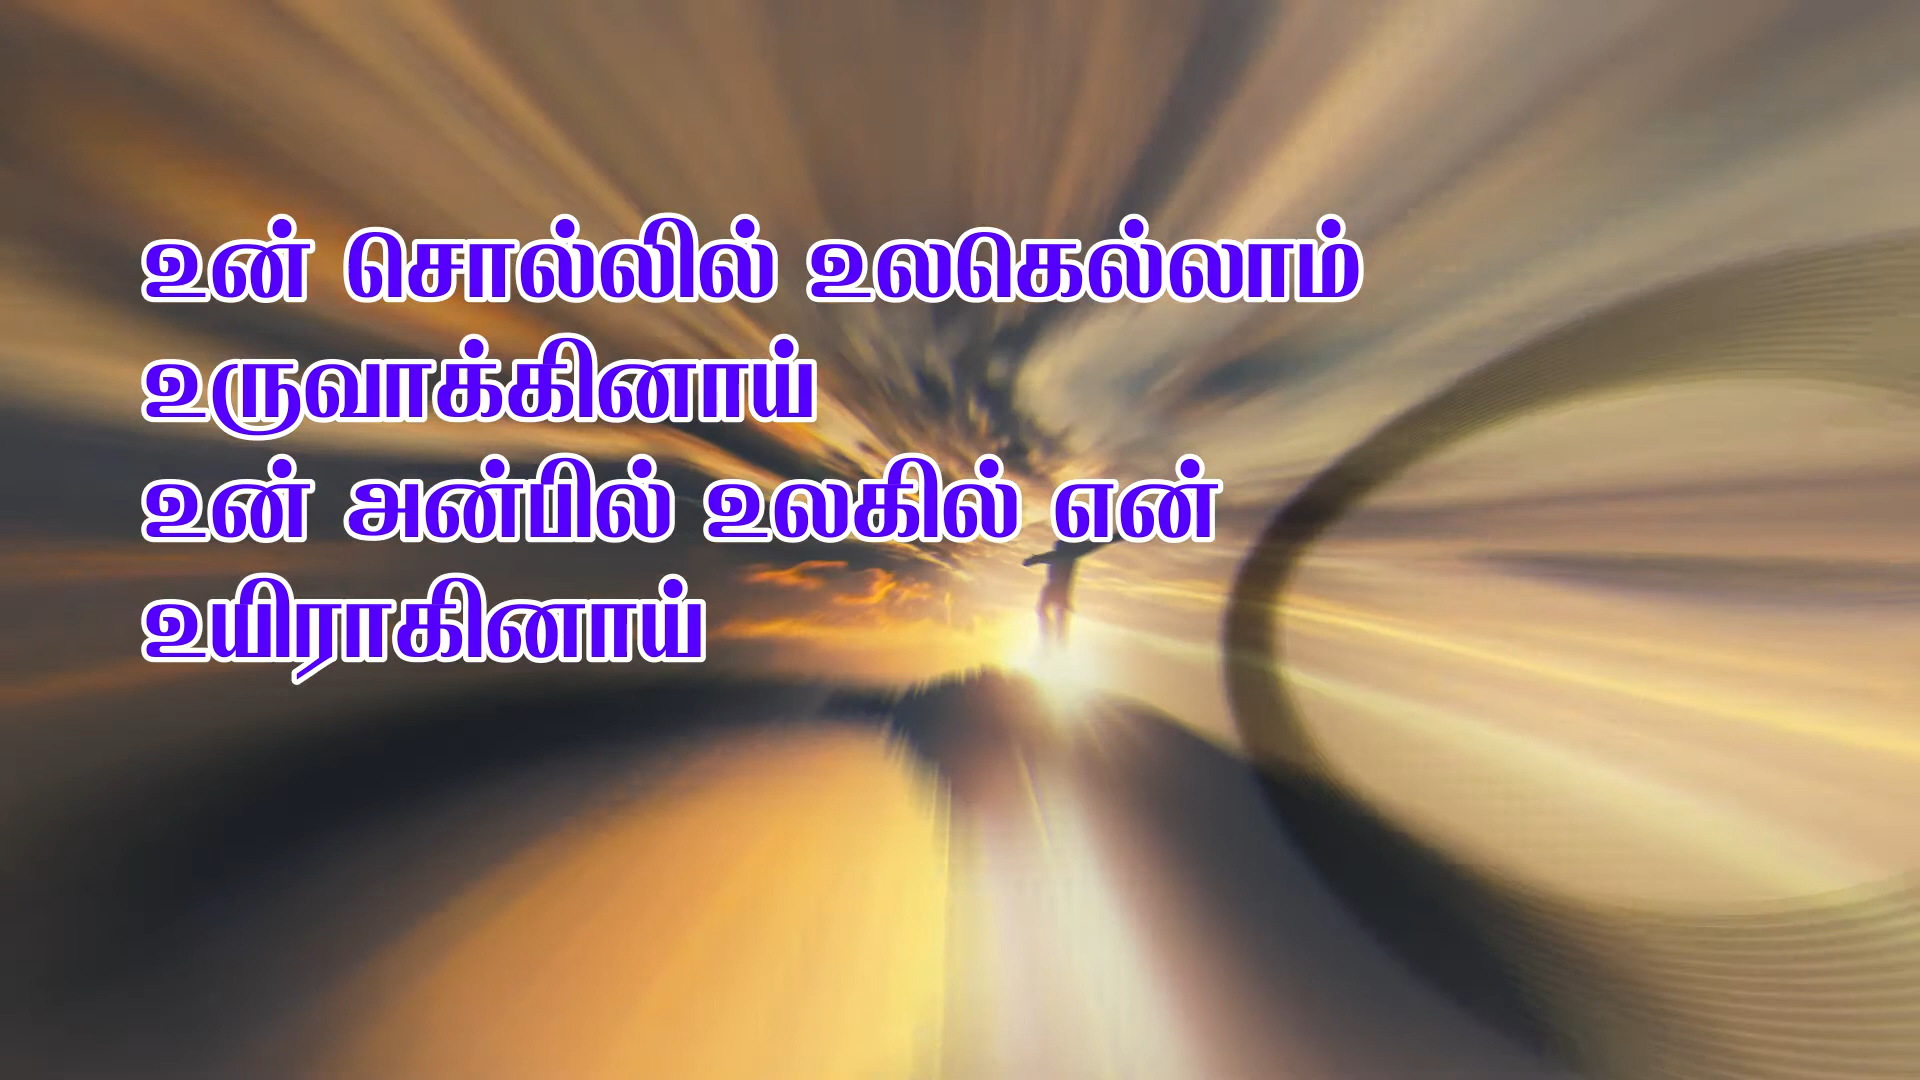 உன் சொல்லில் உலகெல்லாம்
உருவாக்கினாய்
உன் அன்பில் உலகில் என்
உயிராகினாய்